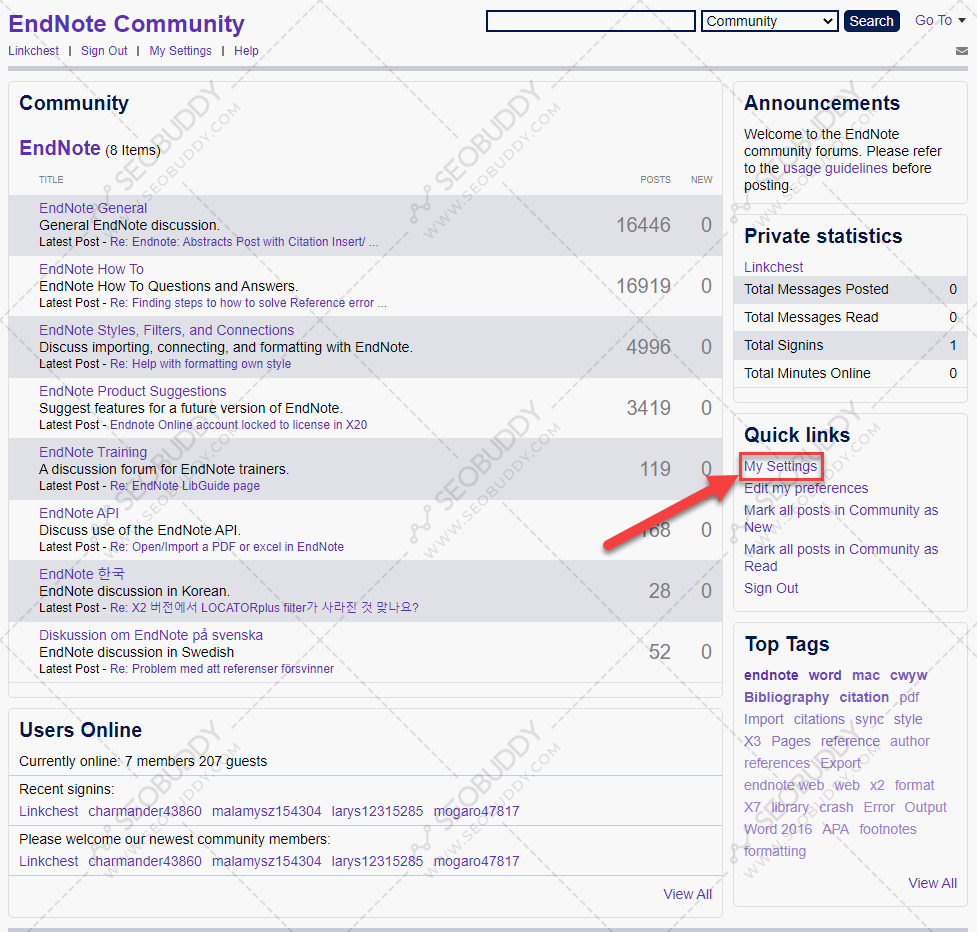 EndNote Community
Community
Search
Go To
Linkchest | Sign Out | My Settings | Help
Community
EndNote (8 Items)
TITLE POSTS NEW
EndNote General
General EndNote discussion. 16446 0
Latest Post - Re: Endnote: Abstracts Post with Citation Insert/ ...
EndNote How To
EndNote How To Questions and Answers. 16919 0
Latest Post - Re: Finding steps to how to solve Reference error ...
EndNote Styles, Filters, and Connections
Discuss importing, connecting, and formatting with EndNote. 4996 0
Latest Post - Re: Help with formatting own style
EndNote Product Suggestions
Suggest features for a future version of EndNote. 3419 0
Latest Post - Endnote Online account locked to license in X20
EndNote Training
A discussion forum for EndNote trainers. 119 0
Latest Post - Re: EndNote LibGuide page
EndNote API
Discuss use of the EndNote API. 168 0
Latest Post - Re: Open/Import a PDF or excel in EndNote
EndNote 한국
EndNote discussion in Korean. 28 0
Latest Post - Re: X2 버전에서 LOCATORplus filter가 사라진 것 맞나요?
Diskussion om EndNote på svenska
EndNote discussion in Swedish 52 0
Latest Post - Re: Problem med att referenser försvinner
Users Online
Currently online: 7 members 207 guests
Recent signins:
Linkchest charmander43860 malamysz154304 larys12315285 mogaro47817
Please welcome our newest community members:
Linkchest charmander43860 malamysz154304 larys12315285 mogaro47817
View All
Announcements
Welcome to the EndNote
community forums. Please refer
to the usage guidelines before
posting.
Private statistics
Linkchest
Total Messages Posted 0
Total Messages Read 0
Total Signins 1
Total Minutes Online 0
Quick links
My Settings
Edit my preferences
Mark all posts in Community as
New
Mark all posts in Community as
Read
Sign Out
Top Tags
endnote word mac cwyw
Bibliography citation pdf
Import citations sync style
X3 Pages reference author
references Export
endnote web web x2 format
X7 library crash Error Output
Word 2016 APA footnotes
formatting
View All
SEOBUDDY
WWW.SEOBUDDY.COM